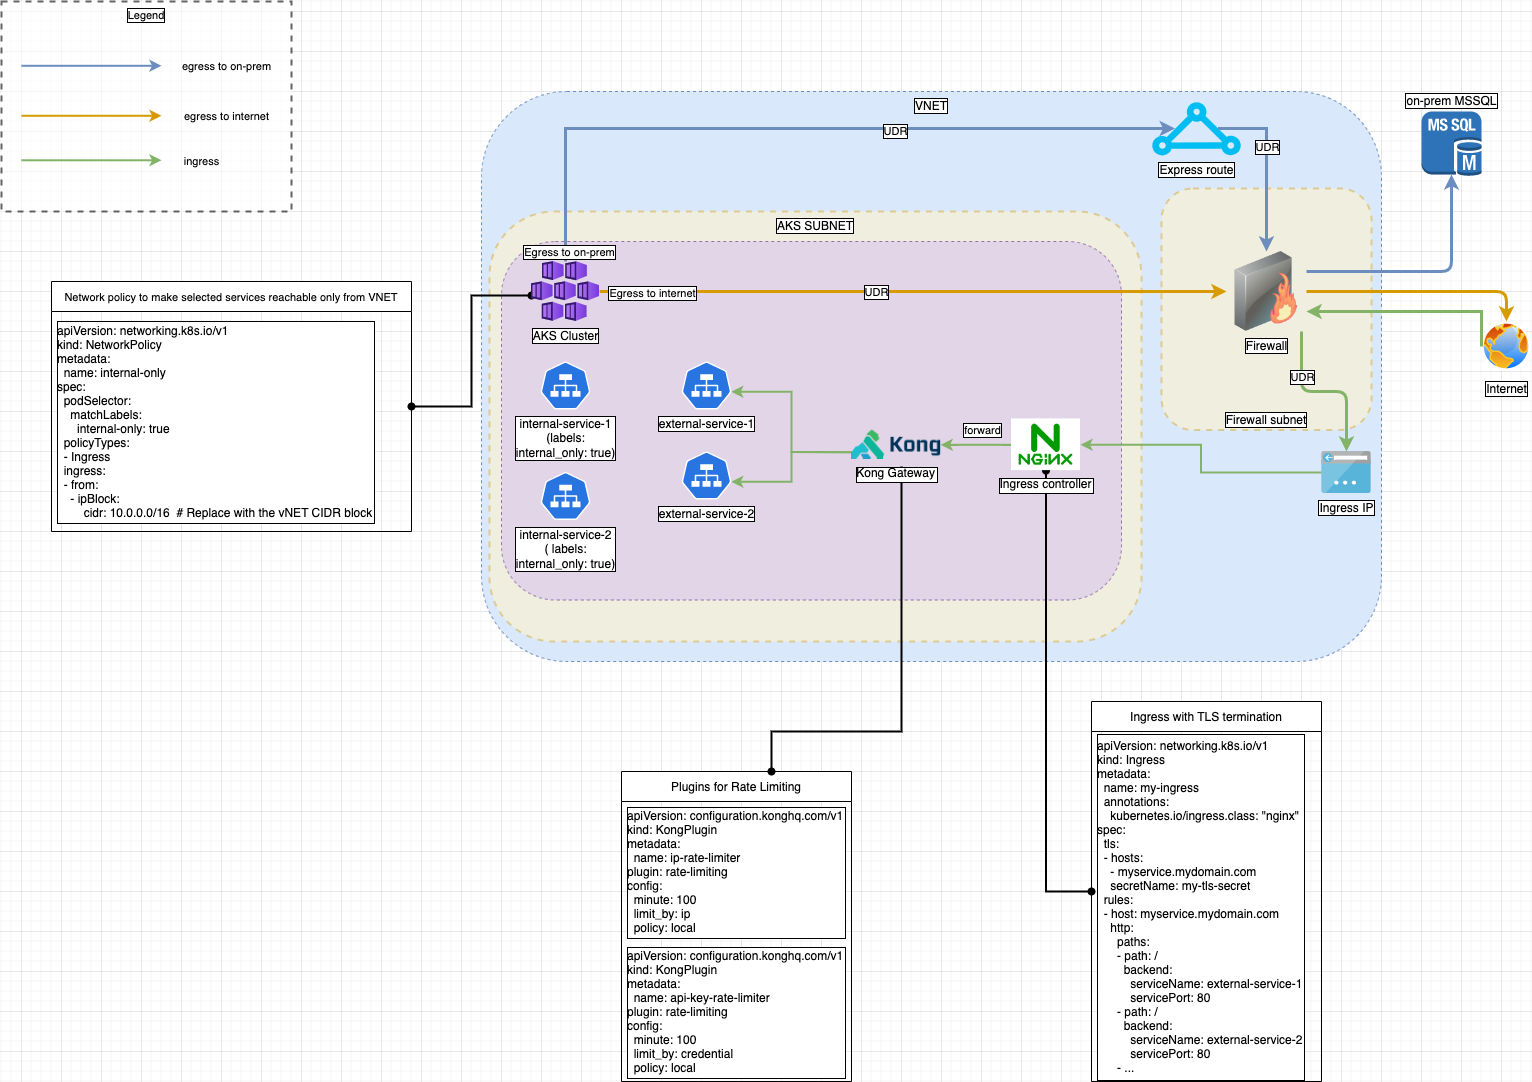 Legend
egress to on-prem
egress to internet
ingress
VNET
UDR
Express route
UDR
on-prem MSSQL
MS SQL
M
AKS SUBNET
Egress to on-prem
Egress to internet
UDR
AKS Cluster
Firewall
UDR
Firewall subnet
Internet
Ingress IP
internal-service-1
(labels:
internal_only: true)
internal-service-2
( labels:
internal_only: true)
external-service-1
external-service-2
Kong
Kong Gateway
forward
NGINX
Ingress controller
Network policy to make selected services reachable only from VNET
apiVersion: networking.k8s.io/v1
kind: NetworkPolicy
metadata:
  name: internal-only
spec:
  podSelector:
    matchLabels:
      internal-only: true
  policyTypes:
  - Ingress
  ingress:
  - from:
    - ipBlock:
        cidr: 10.0.0.0/16  # Replace with the vNET CIDR block
Plugins for Rate Limiting
apiVersion: configuration.konghq.com/v1
kind: KongPlugin
metadata:
  name: ip-rate-limiter
plugin: rate-limiting
config:
  minute: 100
  limit_by: ip
  policy: local
apiVersion: configuration.konghq.com/v1
kind: KongPlugin
metadata:
  name: api-key-rate-limiter
plugin: rate-limiting
config:
  minute: 100
  limit_by: credential
  policy: local
Ingress with TLS termination
apiVersion: networking.k8s.io/v1
kind: Ingress
metadata:
  name: my-ingress
  annotations:
    kubernetes.io/ingress.class: "nginx"
spec:
  tls:
  - hosts:
    - myservice.mydomain.com
    secretName: my-tls-secret
  rules:
  - host: myservice.mydomain.com
    http:
      paths:
      - path: /
        backend:
          serviceName: external-service-1
          servicePort: 80
      - path: /
        backend:
          serviceName: external-service-2
          servicePort: 80
      - ...